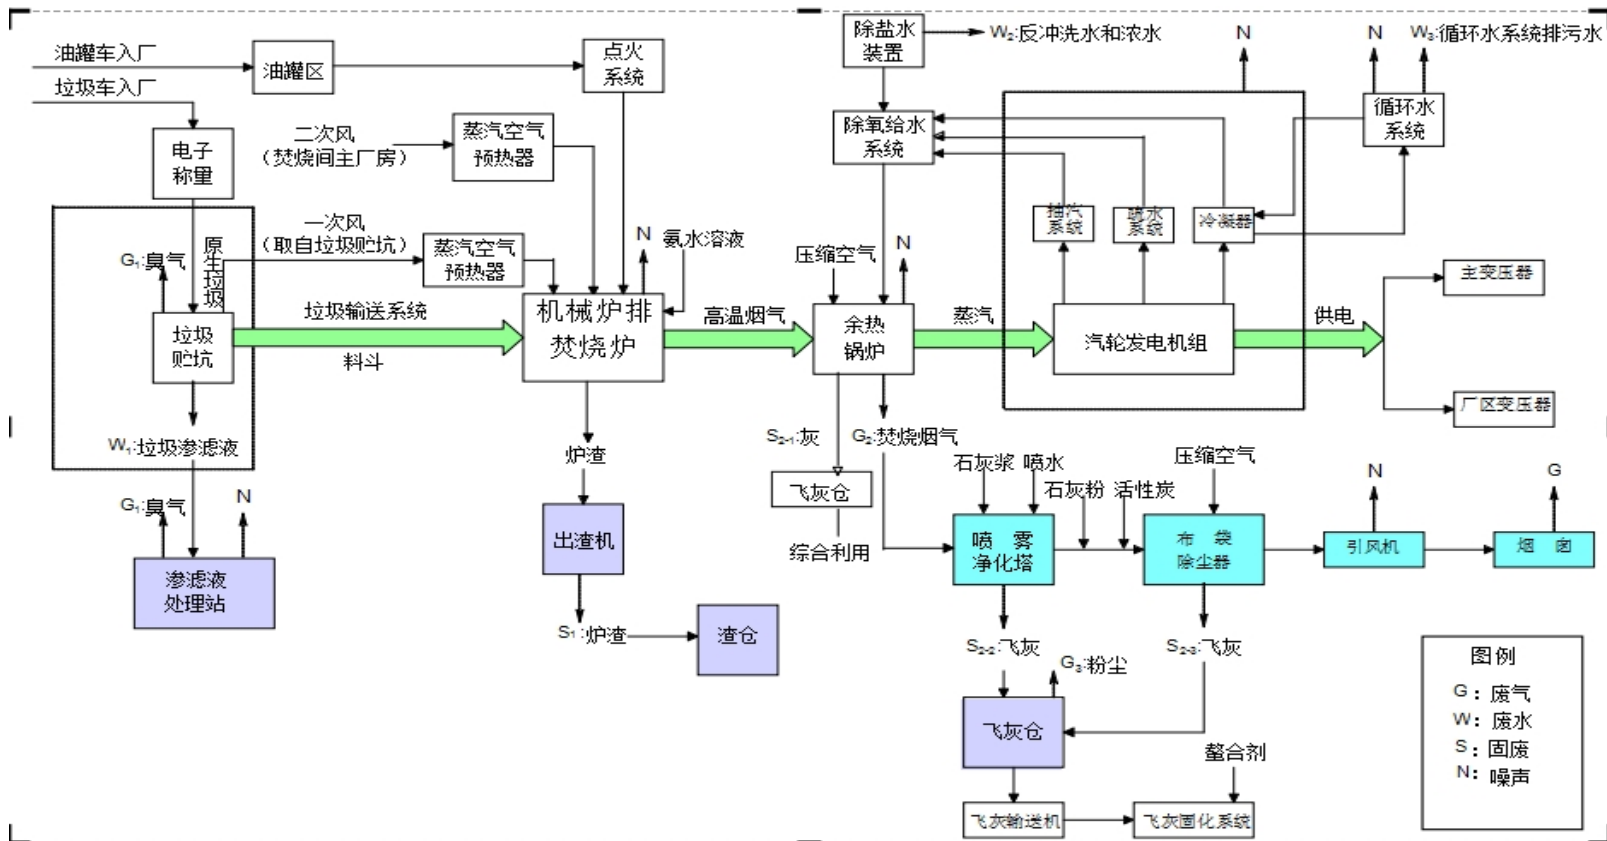 油罐车入厂
垃圾车入厂
油罐区
点火
系统
电子
称量
二次风
（焚烧间主厂房）
蒸汽空气
预热器
一次风
（取自垃圾贮坑）
蒸汽空气
预热器
G₁:臭气
原生垃圾
垃圾
贮坑
垃圾输送系统
料斗
N
氨水溶液
机械炉排
焚烧炉
高温烟气
W₁:垃圾渗滤液
G₁:臭气
N
渗滤液
处理站
炉渣
出渣机
S₁:炉渣
渣仓
除盐水
装置
W₂:反冲洗水和浓水
除氧给水
系统
压缩空气
N
余热
锅炉
蒸汽
N
N
W₃:循环水系统排污水
循环水
系统
抽汽
系统
疏水
系统
冷凝器
汽轮发电机组
供电
主变压器
厂区变压器
S₂₋₁:灰
G₂:焚烧烟气
飞灰仓
综合利用
石灰浆
喷水
石灰粉
活性炭
压缩空气
喷 雾
净化塔
布 袋
除尘器
N
引风机
G
烟 囱
S₂₋₂:飞灰
S₂₋₃:飞灰
G₃:粉尘
飞灰仓
螯合剂
飞灰输送机
飞灰固化系统
图例
G：废气
W：废水
S：固废
N：噪声